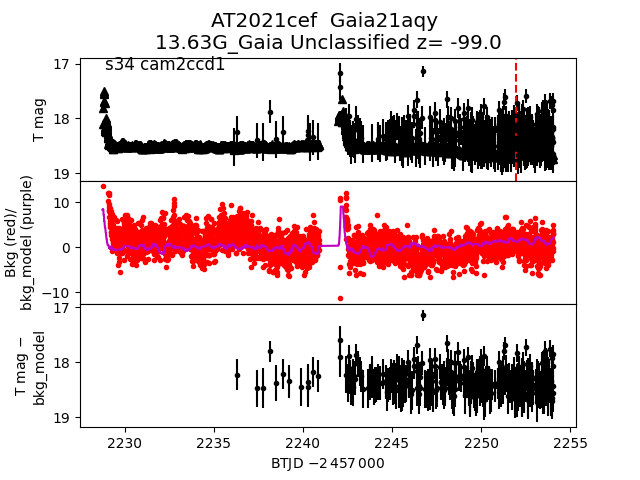 AT2021cef  Gaia21aqy
13.63G_Gaia Unclassified z= -99.0
s34 cam2ccd1
17
18
19
T mag
10
0
−10
Bkg (red)/
bkg_model (purple)
17
18
19
T mag −
bkg_model
2230
2235
2240
2245
2250
2255
BTJD −2 457 000